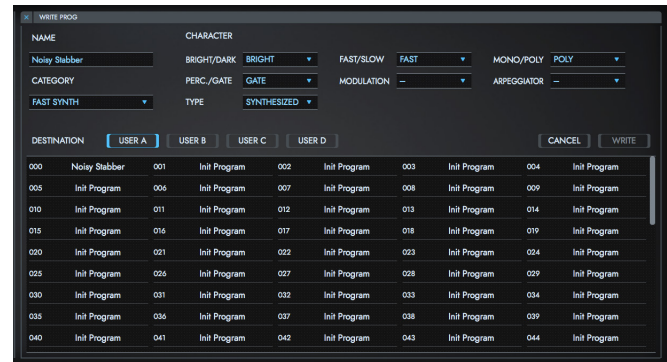 × WRITE PROG
NAME CHARACTER
Noisy Stabber BRIGHT/DARK BRIGHT ▼ FAST/SLOW FAST ▼ MONO/POLY POLY ▼
CATEGORY PERC./GATE GATE ▼ MODULATION -- ▼ ARPEGGIATOR -- ▼
FAST SYNTH ▼ TYPE SYNTHESIZED ▼
DESTINATION USER A USER B USER C USER D CANCEL WRITE
000 Noisy Stabber 001 Init Program 002 Init Program 003 Init Program 004 Init Program
005 Init Program 006 Init Program 007 Init Program 008 Init Program 009 Init Program
010 Init Program 011 Init Program 012 Init Program 013 Init Program 014 Init Program
015 Init Program 016 Init Program 017 Init Program 018 Init Program 019 Init Program
020 Init Program 021 Init Program 022 Init Program 023 Init Program 024 Init Program
025 Init Program 026 Init Program 027 Init Program 028 Init Program 029 Init Program
030 Init Program 031 Init Program 032 Init Program 033 Init Program 034 Init Program
035 Init Program 036 Init Program 037 Init Program 038 Init Program 039 Init Program
040 Init Program 041 Init Program 042 Init Program 043 Init Program 044 Init Program